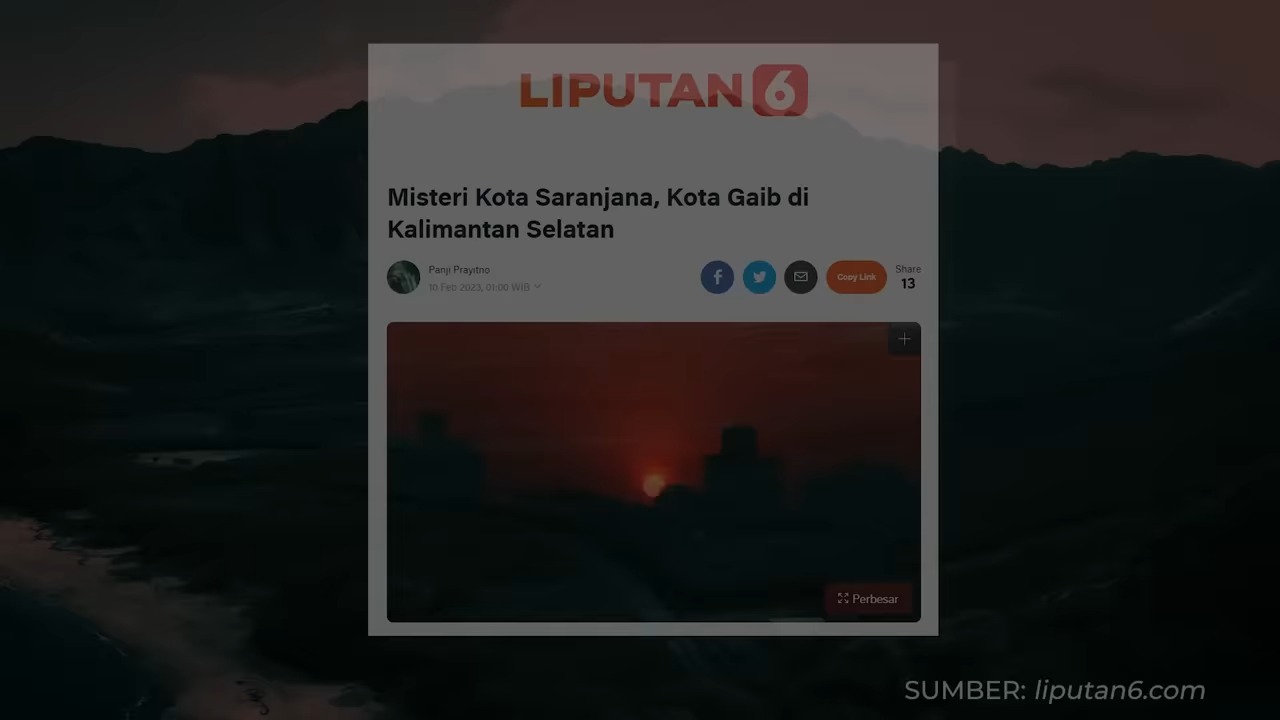 LIPUTAN 6
Misteri Kota Saranjana, Kota Gaib di
Kalimantan Selatan
Panji Prayitno
10 Feb 2023, 01:00 WIB
Copy Link
Share
13
Perbesar
SUMBER: liputan6.com